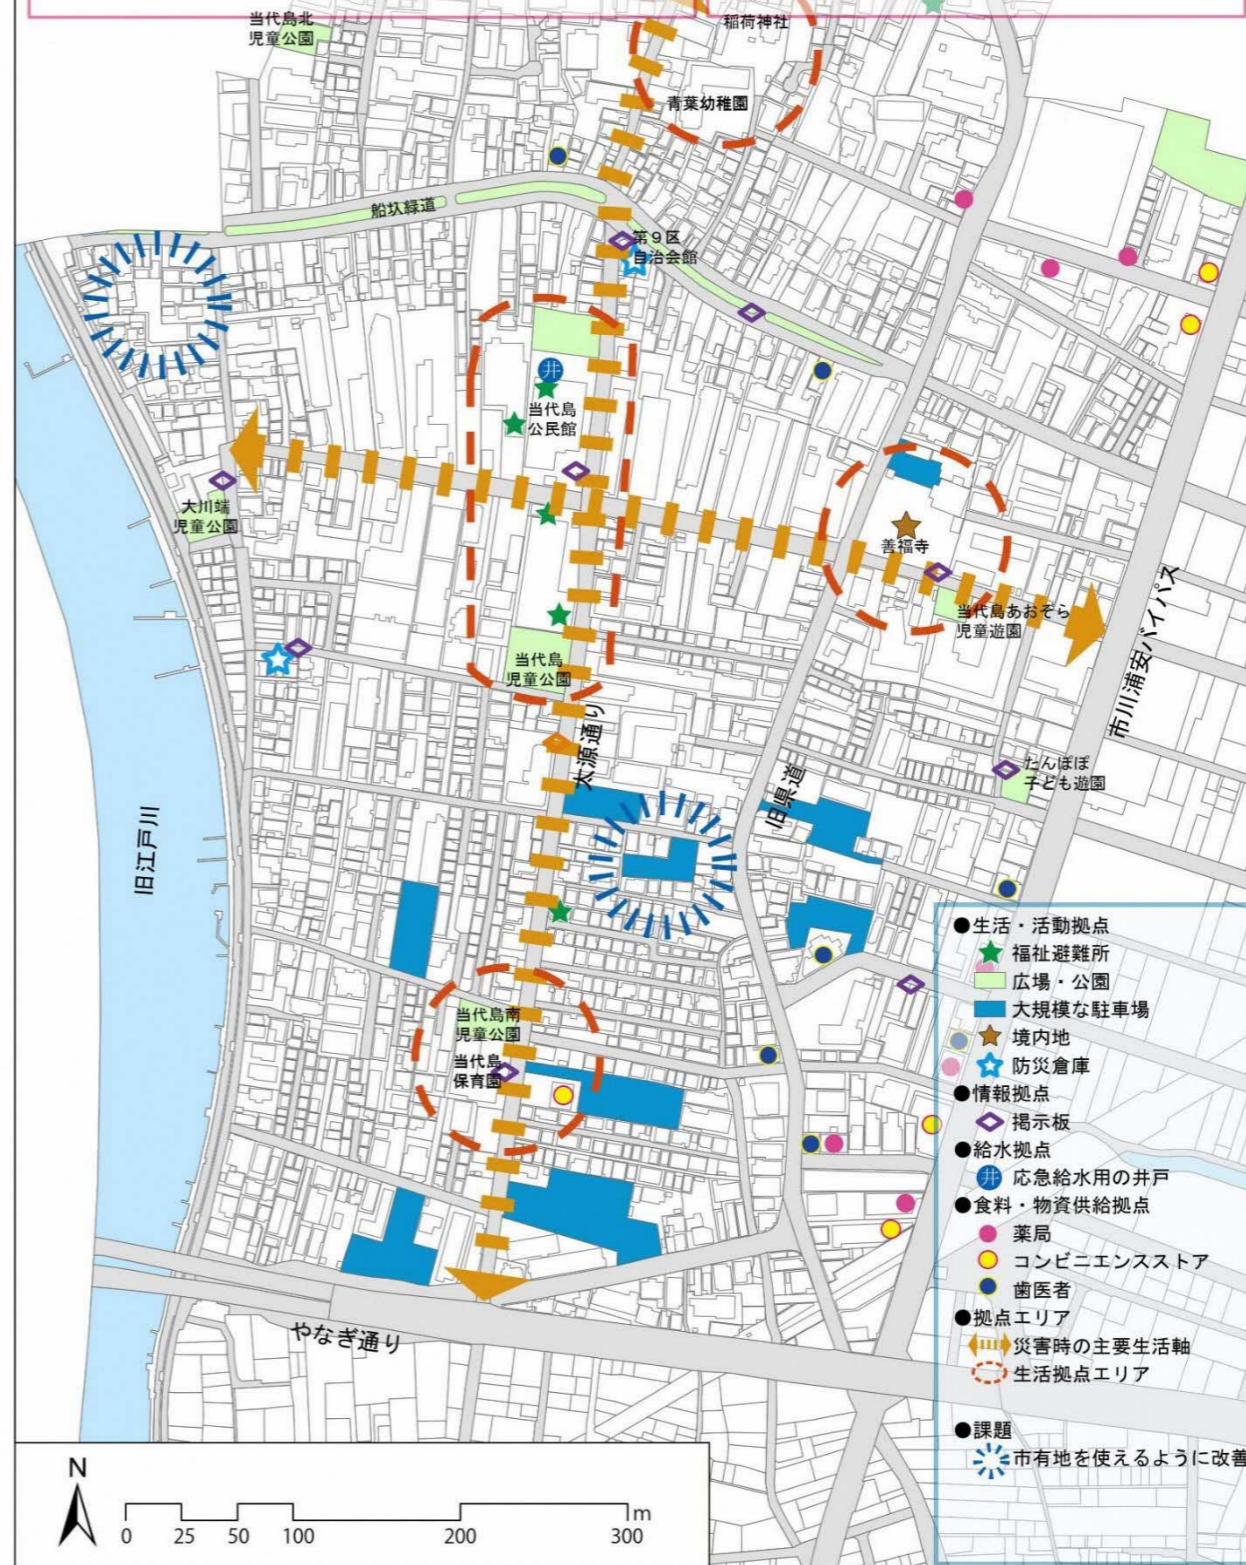 稲荷神社
当代島北
児童公園
青葉幼稚園
船圦緑道
第9区
自治会館
井
当代島
公民館
大川端
児童公園
善福寺
当代島あおぞら
児童遊園
市川浦安バイパス
当代島
児童公園
太源通り
旧県道
たんぽぽ
子ども遊園
旧江戸川
当代島南
児童公園
当代島
保育園
やなぎ通り
●生活・活動拠点
福祉避難所
広場・公園
大規模な駐車場
境内地
防災倉庫
●情報拠点
掲示板
●給水拠点
井 応急給水用の井戸
●食料・物資供給拠点
薬局
コンビニエンスストア
歯医者
●拠点エリア
災害時の主要生活軸
生活拠点エリア
●課題
市有地を使えるように改善
N
0 25 50 100 200 300 m